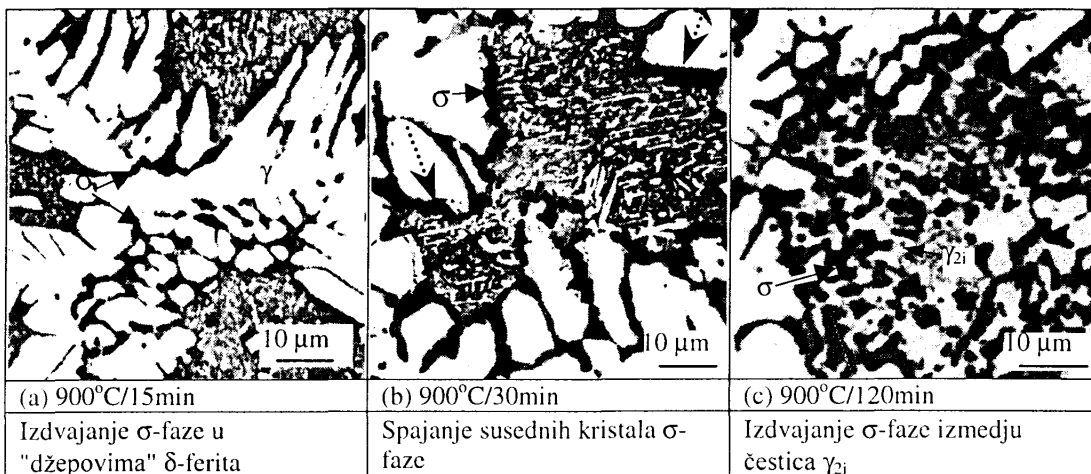 σ
γ
10 µm
σ
10 µm
γ₂ᵢ
σ
10 µm
(a) 900°C/15min
(b) 900°C/30min
(c) 900°C/120min
Izdvajanje σ-faze u
"džepovima" δ-ferita
Spajanje susednih kristala σ-
faze
Izdvajanje σ-faze izmedju
čestica γ₂ᵢ